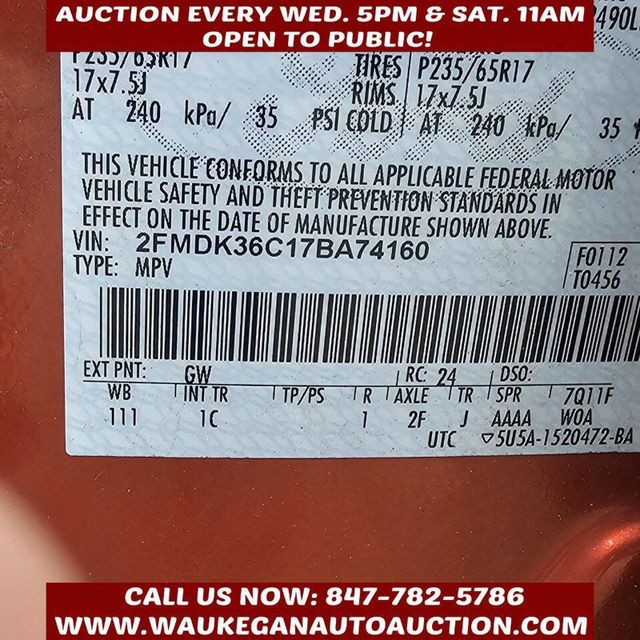 AUCTION EVERY WED. 5PM & SAT. 11AM
OPEN TO PUBLIC!
P235/65R17 TIRES P235/65R17
17x7.5J RIMS 17x7.5J
AT 240 kPa/ 35 PSI COLD AT 240 kPa/ 35
THIS VEHICLE CONFORMS TO ALL APPLICABLE FEDERAL MOTOR
VEHICLE SAFETY AND THEFT PREVENTION STANDARDS IN
EFFECT ON THE DATE OF MANUFACTURE SHOWN ABOVE.
VIN: 2FMDK36C17BA74160
TYPE: MPV
F0112
T0456
EXT PNT: GW RC: 24 DSO:
WB INT TR TP/PS R AXLE TR SPR 7Q11F
111 1C 1 2F J AAAA WOA
UTC ▽5U5A-1520472-BA
CALL US NOW: 847-782-5786
WWW.WAUKEGANAUTOAUCTION.COM